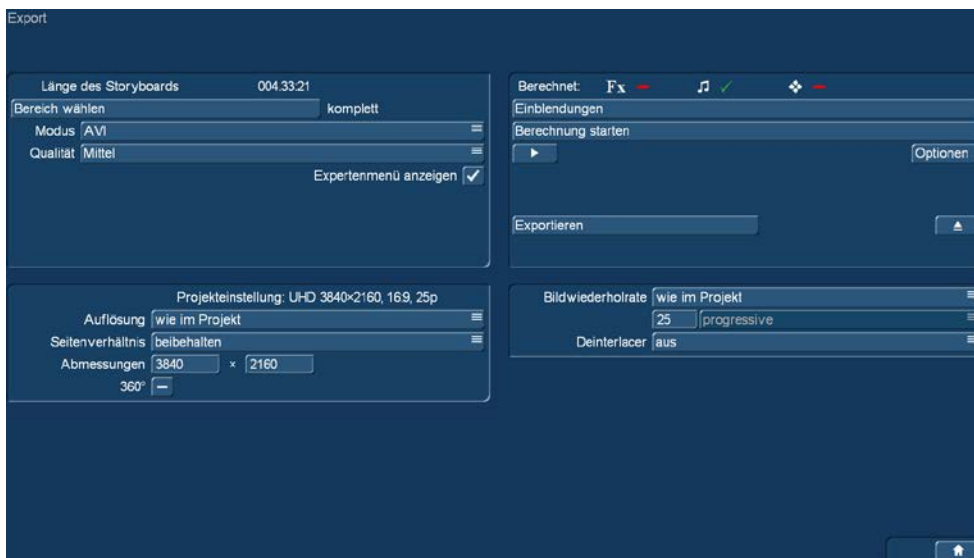 Export
Länge des Storyboards 004.33:21
Bereich wählen komplett
Modus AVI
Qualität Mittel
Expertenmenü anzeigen
Berechnet: Fx
Einblendungen
Berechnung starten
Optionen
Exportieren
Projekteinstellung: UHD 3840×2160, 16:9, 25p
Auflösung wie im Projekt
Seitenverhältnis beibehalten
Abmessungen 3840 × 2160
360°
Bildwiederholrate wie im Projekt
25 progressive
Deinterlacer aus